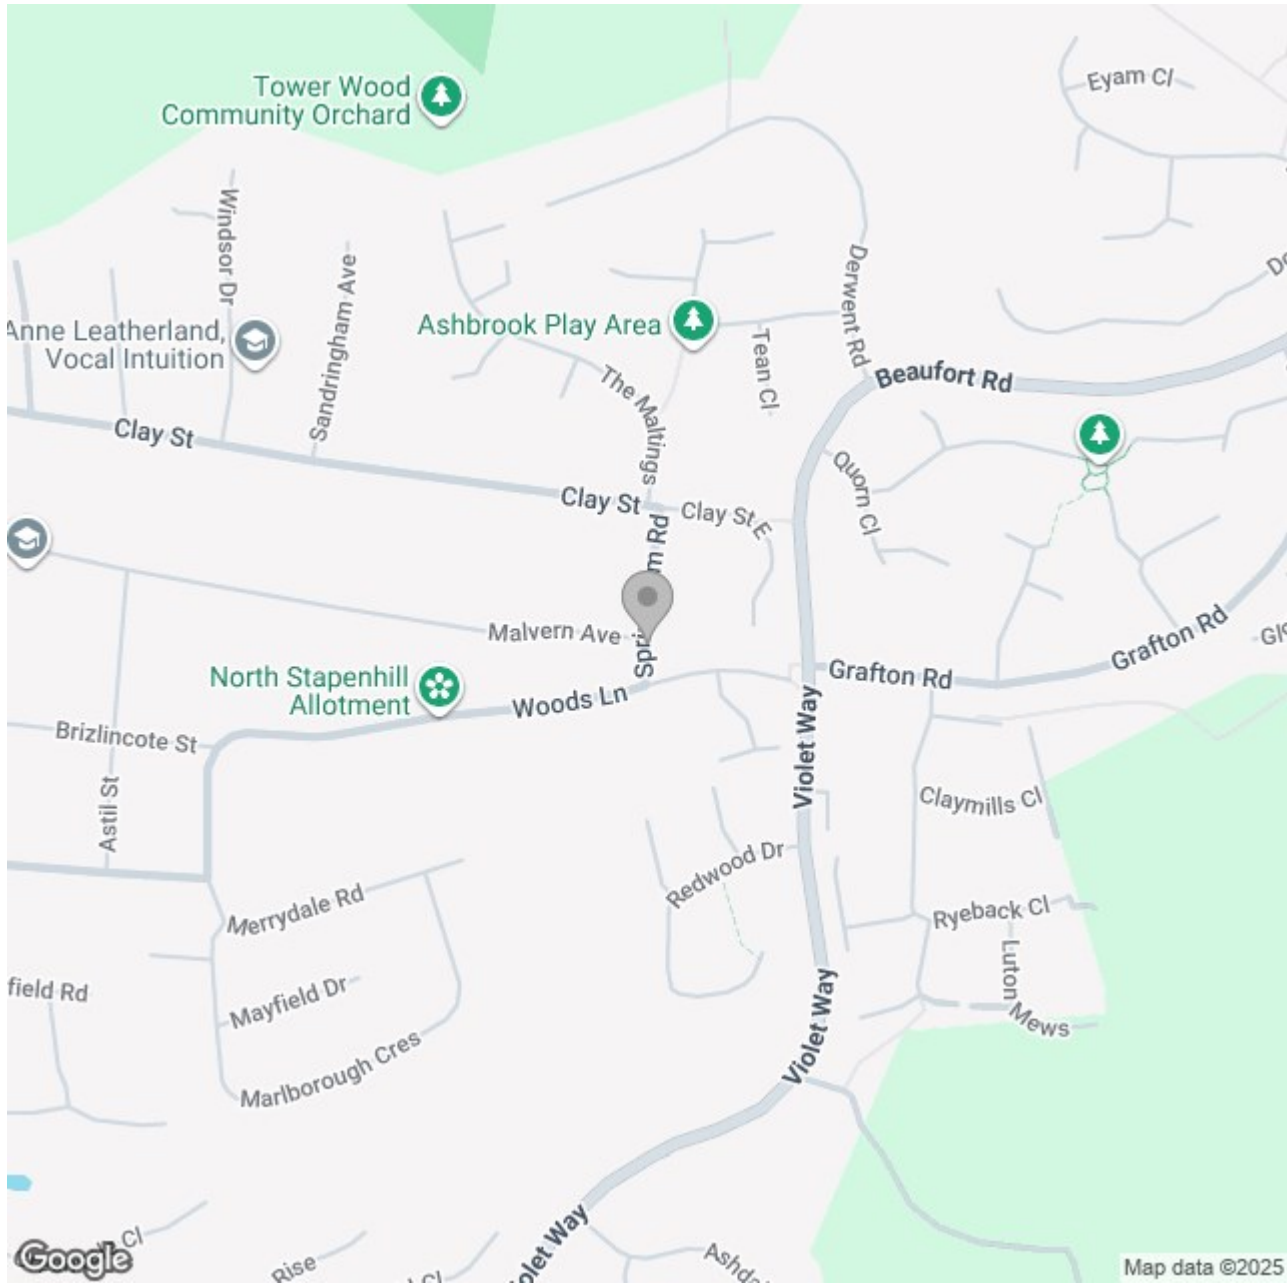 Tower Wood
Community Orchard
Eyam Cl
Windsor Dr
Sandringham Ave
Derwent Rd
Anne Leatherland,
Vocal Intuition
Ashbrook Play Area
Tean Cl
Beaufort Rd
The Maltings
Clay St
Quorn Cl
Clay St
Clay St E
Malvern Ave
North Stapenhill
Allotment
Woods Ln
Grafton Rd
Grafton Rd
Brizlincote St
Violet Way
Astil St
Claymills Cl
Redwood Dr
Merrydale Rd
Ryeback Cl
Luton Mews
field Rd
Mayfield Dr
Marlborough Cres
Violet Way
Violet Way
Rise
Google
Map data ©2025